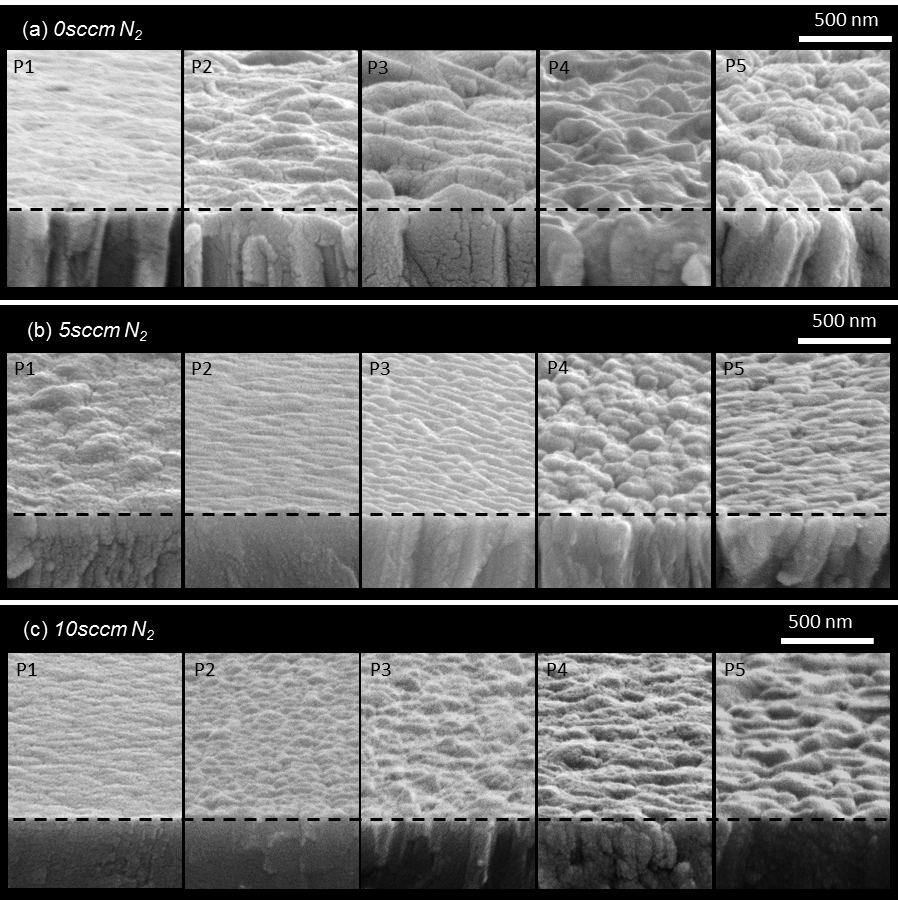 (a) 0sccm N₂
500 nm
P1 P2 P3 P4 P5
(b) 5sccm N₂
500 nm
P1 P2 P3 P4 P5
(c) 10sccm N₂
500 nm
P1 P2 P3 P4 P5